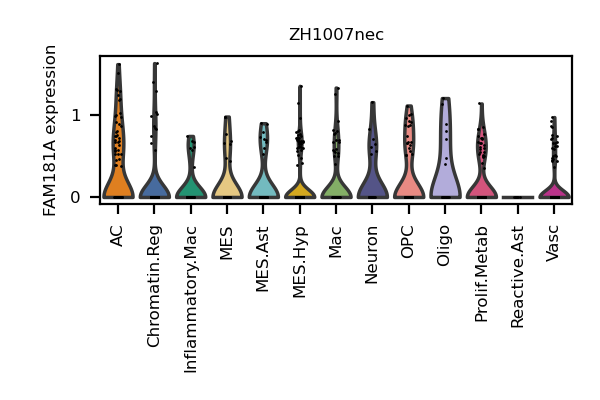 ZH1007nec
FAM181A expression
1
0
AC
Chromatin.Reg
Inflammatory.Mac
MES
MES.Ast
MES.Hyp
Mac
Neuron
OPC
Oligo
Prolif.Metab
Reactive.Ast
Vasc